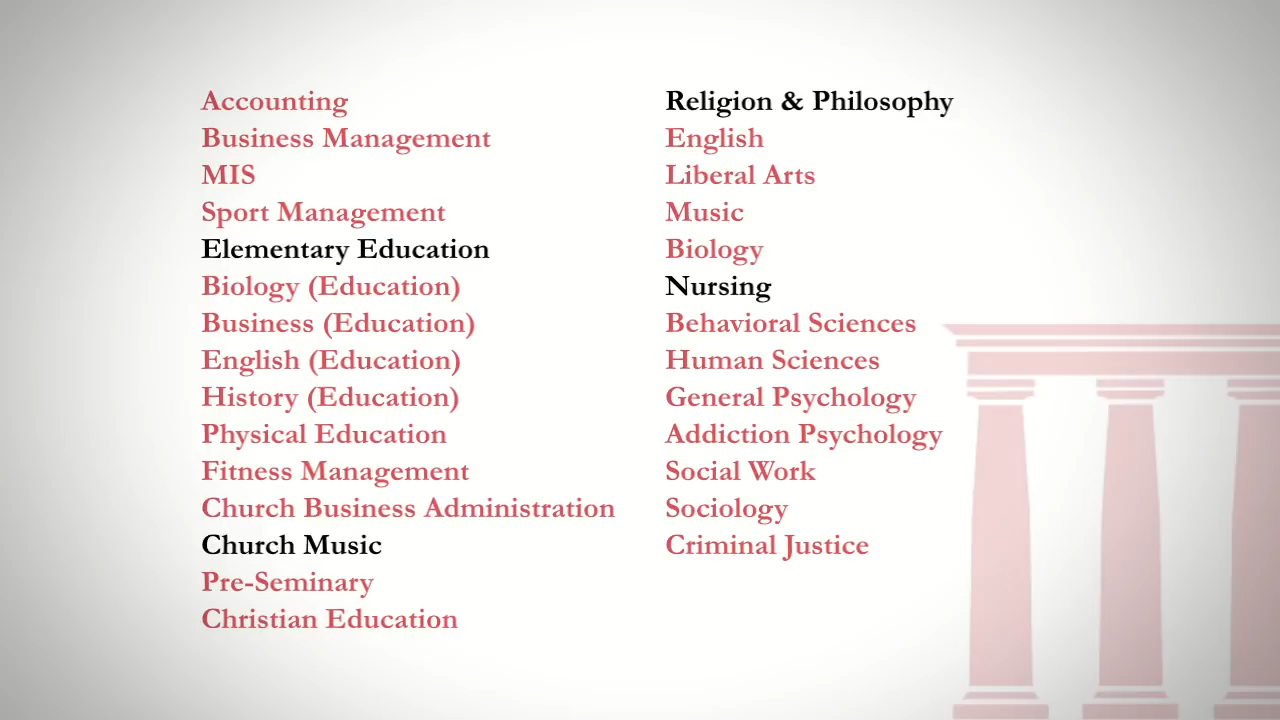 Accounting
Business Management
MIS
Sport Management
Elementary Education
Biology (Education)
Business (Education)
English (Education)
History (Education)
Physical Education
Fitness Management
Church Business Administration
Church Music
Pre-Seminary
Christian Education
Religion & Philosophy
English
Liberal Arts
Music
Biology
Nursing
Behavioral Sciences
Human Sciences
General Psychology
Addiction Psychology
Social Work
Sociology
Criminal Justice